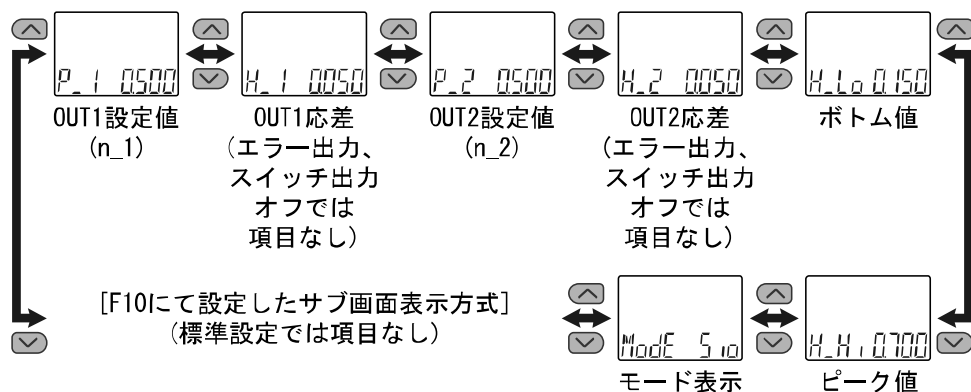 P_1 0.500
H_1 0.050
P_2 0.500
H_2 0.050
H_Lo 0.150
OUT1設定値
(n_1)
OUT1応差
(エラー出力、
スイッチ出力
オフでは
項目なし)
OUT2設定値
(n_2)
OUT2応差
(エラー出力、
スイッチ出力
オフでは
項目なし)
ボトム値
[F10にて設定したサブ画面表示方式]
(標準設定では項目なし)
ModE Sio
H_Hi 0.700
モード表示
ピーク値